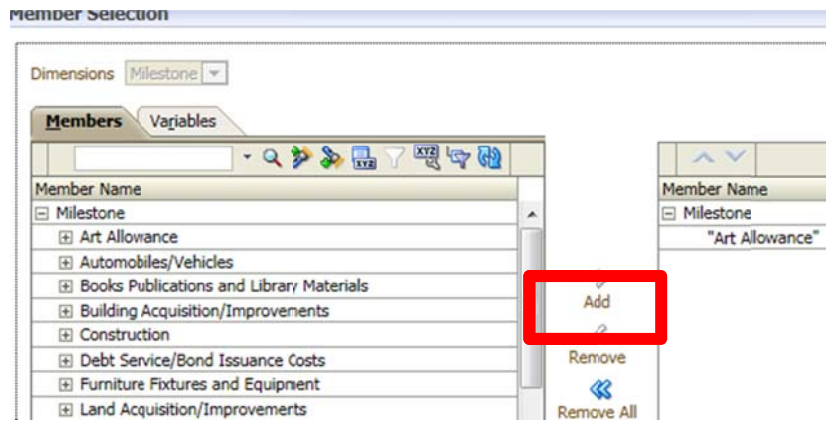 Member Selection
Dimensions Milestone
Members Variables
XYZ XYZ
Member Name
Milestone
Art Allowance
Automobiles/Vehicles
Books Publications and Library Materials
Building Acquisition/Improvements
Construction
Debt Service/Bond Issuance Costs
Furniture Fixtures and Equipment
Land Acquisition/Improvements
Add
Remove
Remove All
Member Name
Milestone
"Art Allowance"